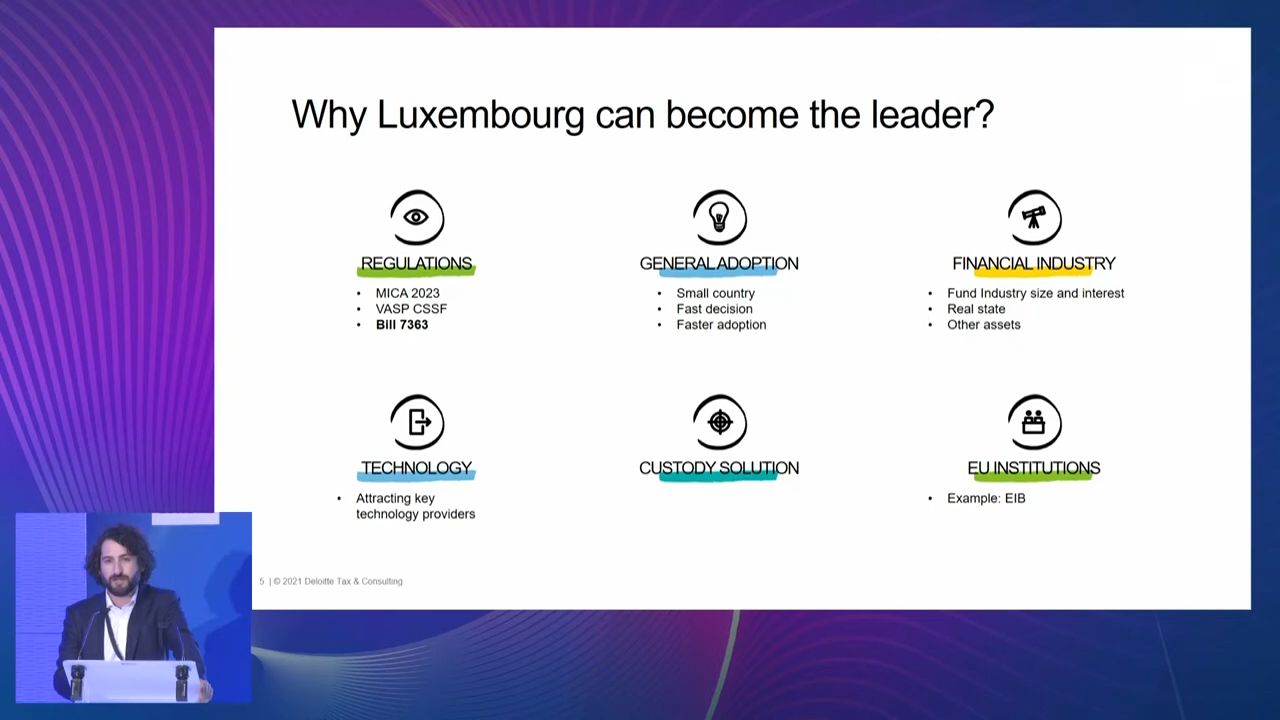 Why Luxembourg can become the leader?
REGULATIONS
• MICA 2023
• VASP CSSF
• Bill 7363
GENERAL ADOPTION
• Small country
• Fast decision
• Faster adoption
FINANCIAL INDUSTRY
• Fund Industry size and interest
• Real state
• Other assets
TECHNOLOGY
• Attracting key
technology providers
CUSTODY SOLUTION
EU INSTITUTIONS
• Example: EIB
5 | © 2021 Deloitte Tax & Consulting